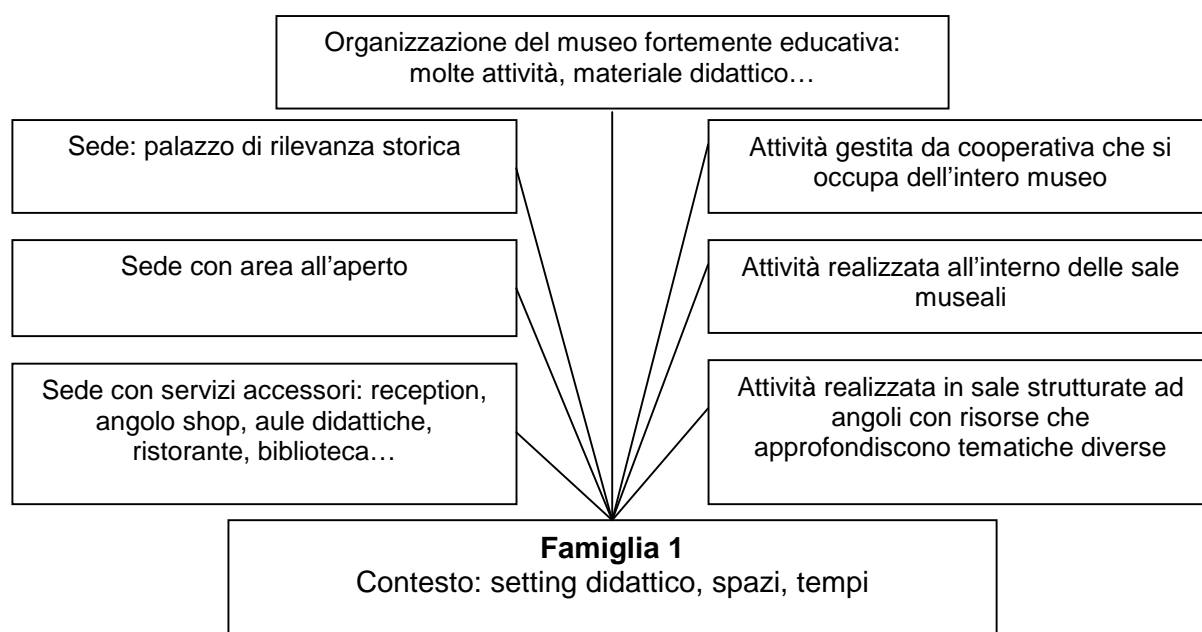 Organizzazione del museo fortemente educativa:
molte attività, materiale didattico…
Sede: palazzo di rilevanza storica
Attività gestita da cooperativa che si
occupa dell’intero museo
Sede con area all’aperto
Attività realizzata all’interno delle sale
museali
Sede con servizi accessori: reception,
angolo shop, aule didattiche,
ristorante, biblioteca…
Attività realizzata in sale strutturate ad
angoli con risorse che
approfondiscono tematiche diverse
Famiglia 1
Contesto: setting didattico, spazi, tempi